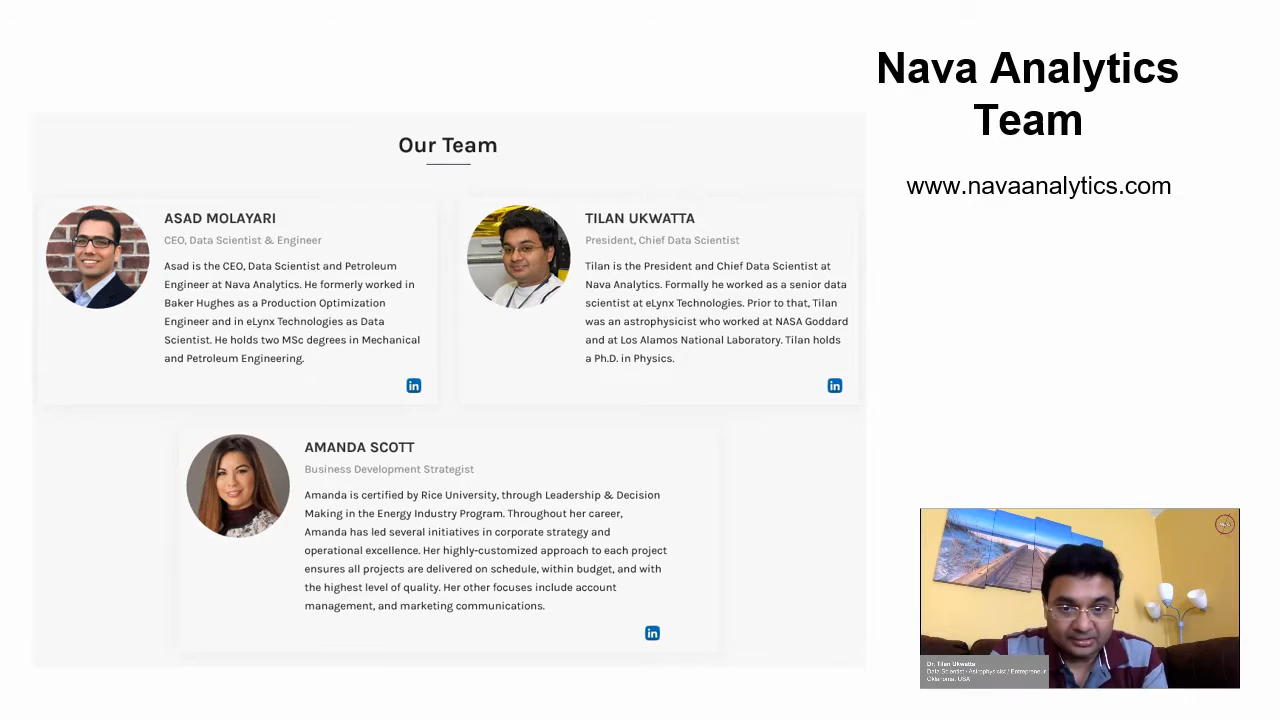 Nava Analytics
Team
www.navaanalytics.com
Our Team
ASAD MOLAYARI
CEO, Data Scientist & Engineer
Asad is the CEO, Data Scientist and Petroleum
Engineer at Nava Analytics. He formerly worked in
Baker Hughes as a Production Optimization
Engineer and in eLynx Technologies as Data
Scientist. He holds two MSc degrees in Mechanical
and Petroleum Engineering.
in
TILAN UKWATTA
President, Chief Data Scientist
Tilan is the President and Chief Data Scientist at
Nava Analytics. Formally he worked as a senior data
scientist at eLynx Technologies. Prior to that, Tilan
was an astrophysicist who worked at NASA Goddard
and at Los Alamos National Laboratory. Tilan holds
a Ph.D. in Physics.
in
AMANDA SCOTT
Business Development Strategist
Amanda is certified by Rice University, through Leadership & Decision
Making in the Energy Industry Program. Throughout her career,
Amanda has led several initiatives in corporate strategy and
operational excellence. Her highly-customized approach to each project
ensures all projects are delivered on schedule, within budget, and with
the highest level of quality. Her other focuses include account
management, and marketing communications.
in
Dr. Tilan Ukwatta
Data Scientist / Astrophysicist / Entrepreneur
Oklahoma, USA